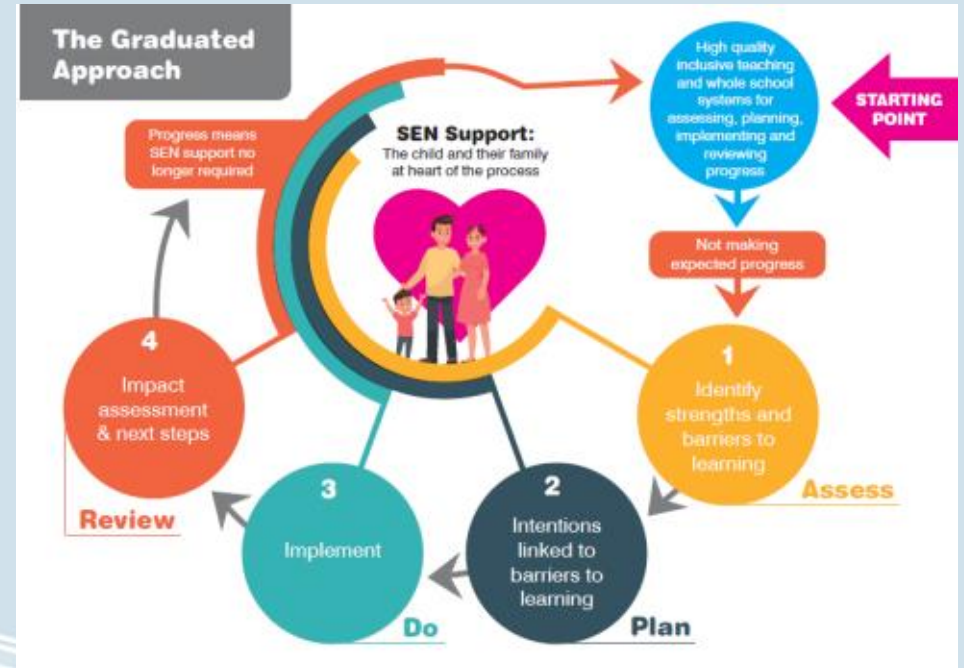 The Graduated
Approach
High quality
inclusive teaching
and whole school
systems for
assessing, planning,
implementing and
reviewing
progress
STARTING
POINT
Progress means
SEN support no
longer required
SEN Support:
The child and their family
at heart of the process
Not making
expected progress
1
Identify
strengths and
barriers to
learning
Assess
2
Intentions
linked to
barriers to
learning
Plan
3
Implement
Do
4
Impact
assessment
& next steps
Review